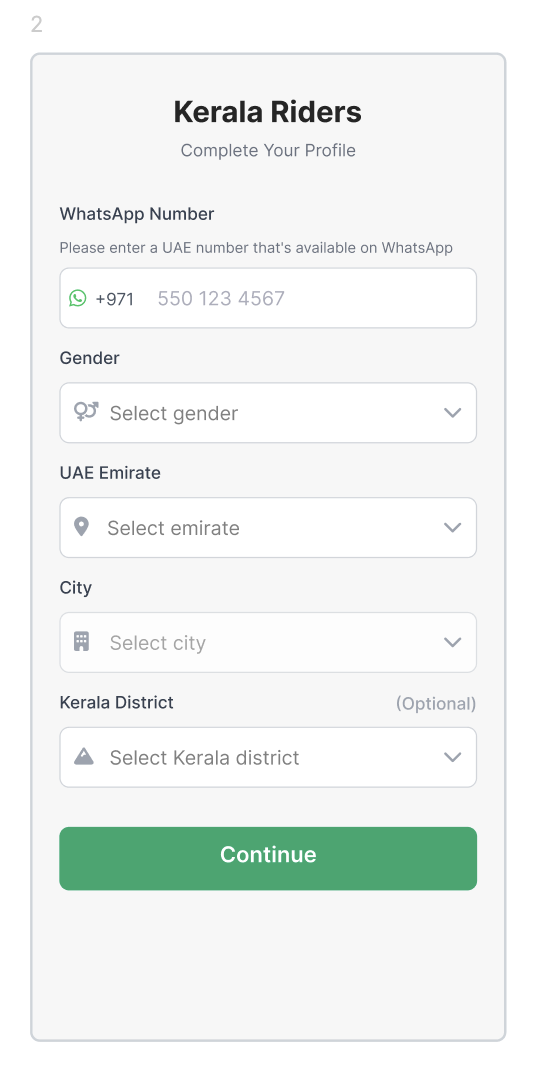 2
Kerala Riders
Complete Your Profile
WhatsApp Number
Please enter a UAE number that's available on WhatsApp
+971 550 123 4567
Gender
Select gender
UAE Emirate
Select emirate
City
Select city
Kerala District (Optional)
Select Kerala district
Continue